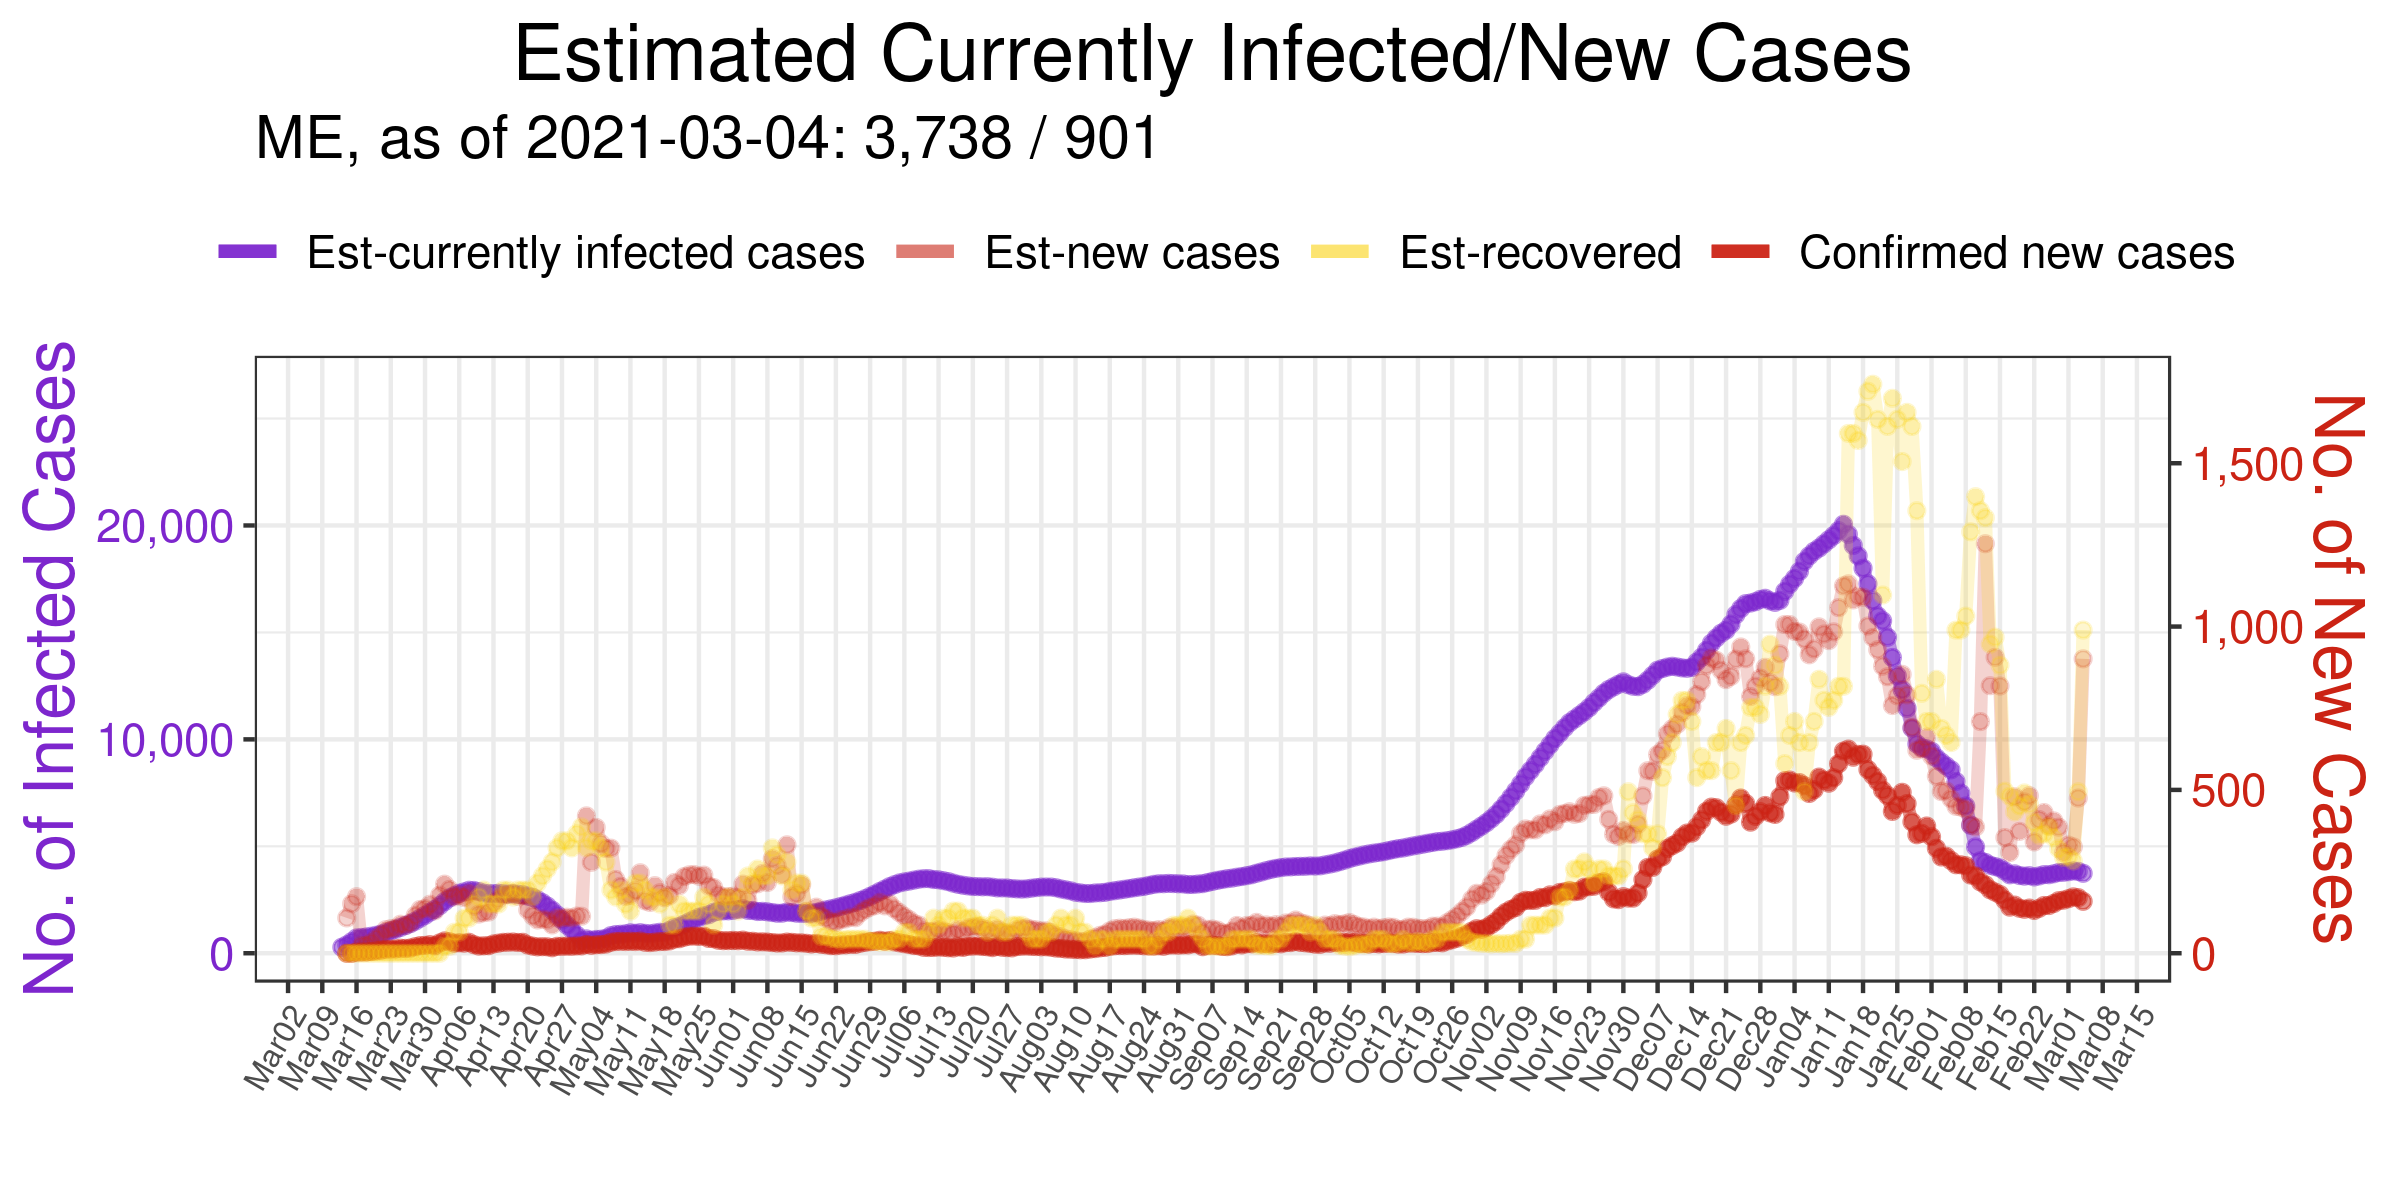 Estimated Currently Infected/New Cases
ME, as of 2021-03-04: 3,738 / 901
Est-currently infected cases Est-new cases Est-recovered Confirmed new cases
No. of Infected Cases
20,000
10,000
0
1,500
1,000
500
0
No. of New Cases
Mar02 Mar09 Mar16 Mar23 Mar30 Apr06 Apr13 Apr20 Apr27 May04 May11 May18 May25 Jun01 Jun08 Jun15 Jun22 Jun29 Jul06 Jul13 Jul20 Jul27 Aug03 Aug10 Aug17 Aug24 Aug31 Sep07 Sep14 Sep21 Sep28 Oct05 Oct12 Oct19 Oct26 Nov02 Nov09 Nov16 Nov23 Nov30 Dec07 Dec14 Dec21 Dec28 Jan04 Jan11 Jan18 Jan25 Feb01 Feb08 Feb15 Feb22 Mar01 Mar08 Mar15